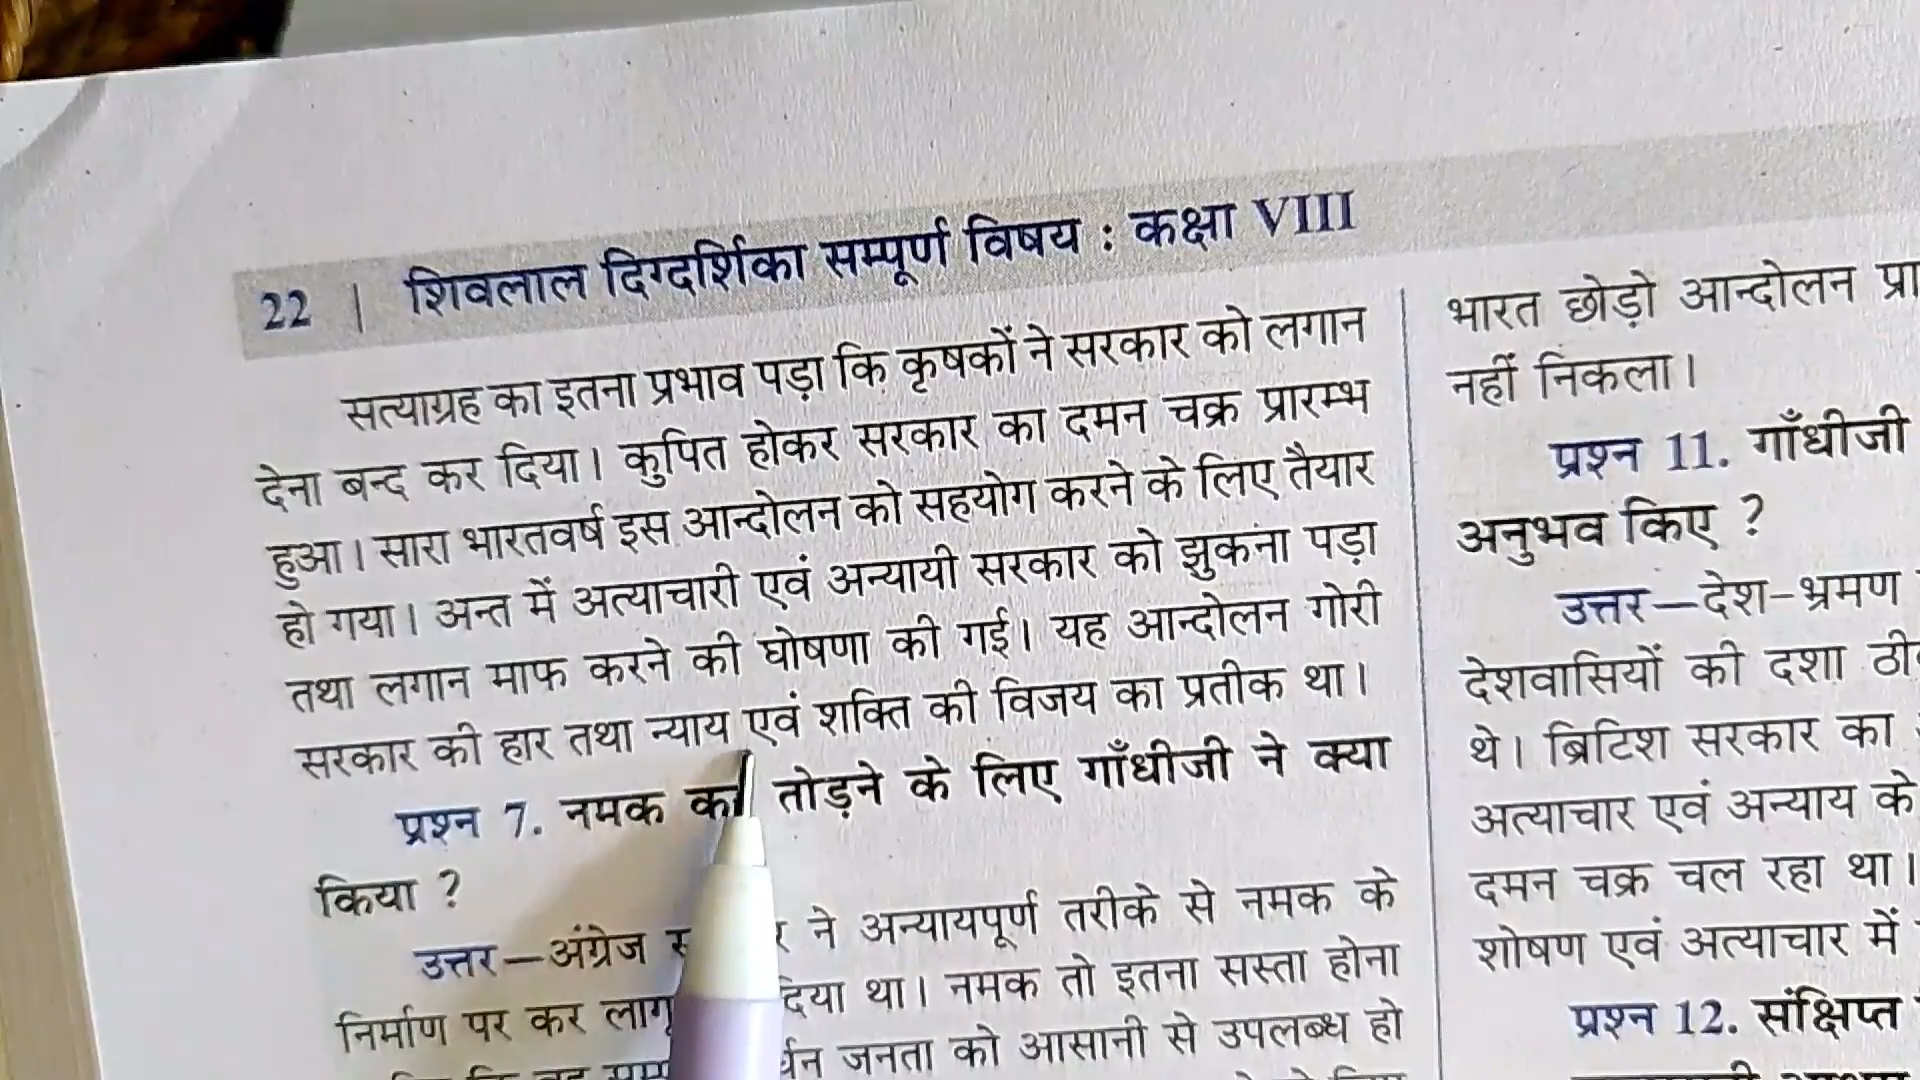 22 | शिवलाल दिग्दर्शिका सम्पूर्ण विषय : कक्षा VIII
सत्याग्रह का इतना प्रभाव पड़ा कि कृषकों ने सरकार को लगान
देना बन्द कर दिया। कुपित होकर सरकार का दमन चक्र प्रारम्भ
हुआ। सारा भारतवर्ष इस आन्दोलन को सहयोग करने के लिए तैयार
हो गया। अन्त में अत्याचारी एवं अन्यायी सरकार को झुकना पड़ा
तथा लगान माफ करने की घोषणा की गई। यह आन्दोलन गोरी
सरकार की हार तथा न्याय एवं शक्ति की विजय का प्रतीक था।
प्रश्न 7. नमक तोड़ने के लिए गाँधीजी ने क्या
किया ?
उत्तर—अंग्रेज ने अन्यायपूर्ण तरीके से नमक के
निर्माण पर कर लागू दिया था। नमक तो इतना सस्ता होना
जनता को आसानी से उपलब्ध हो
भारत छोड़ो आन्दोलन
नहीं निकला।
प्रश्न 11. गाँधीजी
अनुभव किए ?
उत्तर—देश-भ्रमण
देशवासियों की दशा
थे। ब्रिटिश सरकार का
अत्याचार एवं अन्याय के
दमन चक्र चल रहा था।
शोषण एवं अत्याचार में
प्रश्न 12. संक्षिप्त